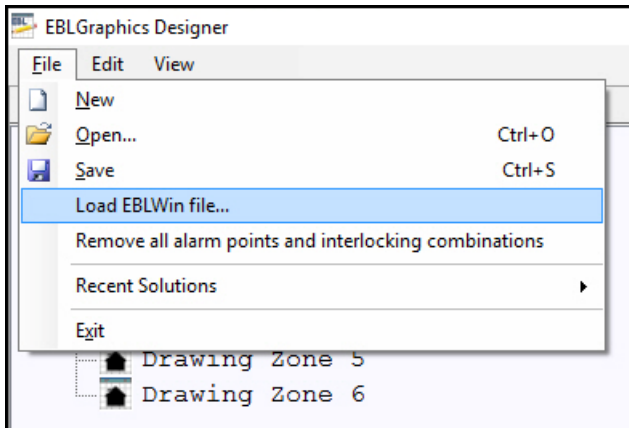 EBLGraphics Designer
File Edit View
New
Open... Ctrl+O
Save Ctrl+S
Load EBLWin file...
Remove all alarm points and interlocking combinations
Recent Solutions
Exit
Drawing Zone 5
Drawing Zone 6